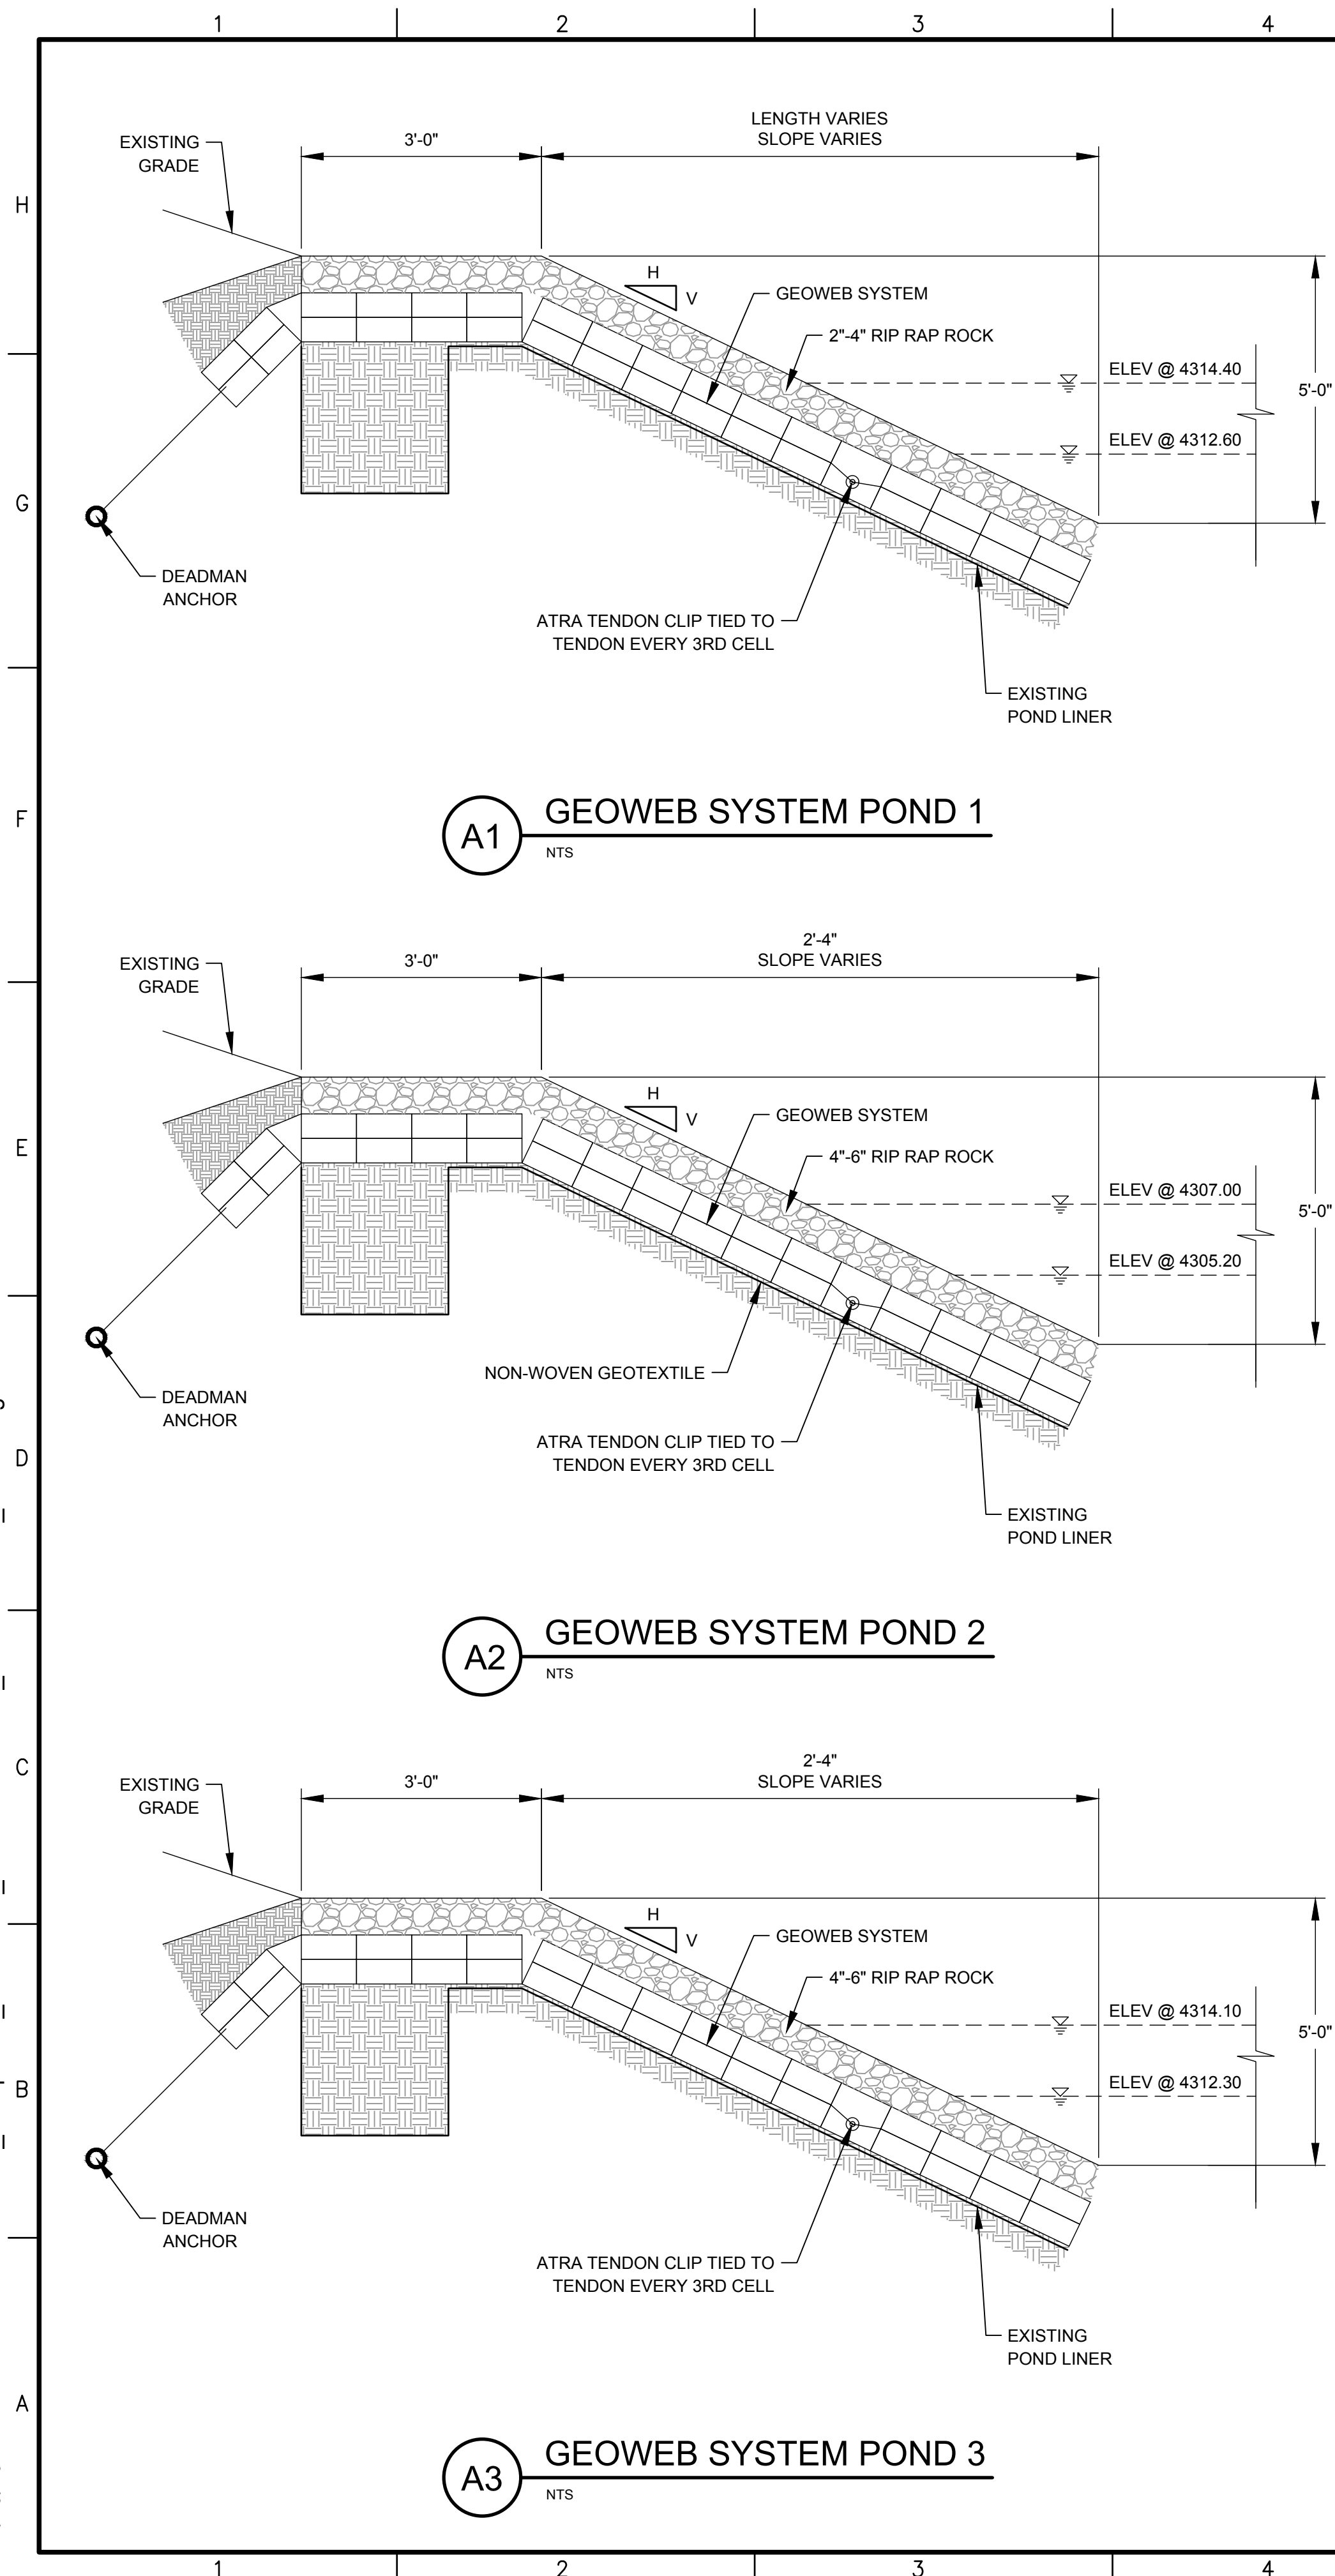 1
2
3
4
H
G
F
E
D
C
B
A
EXISTING
GRADE
3'-0"
LENGTH VARIES
SLOPE VARIES
H
V
GEOWEB SYSTEM
2"-4" RIP RAP ROCK
ELEV @ 4314.40
5'-0"
ELEV @ 4312.60
DEADMAN
ANCHOR
ATRA TENDON CLIP TIED TO
TENDON EVERY 3RD CELL
EXISTING
POND LINER
A1
GEOWEB SYSTEM POND 1
NTS
EXISTING
GRADE
3'-0"
2'-4"
SLOPE VARIES
H
V
GEOWEB SYSTEM
4"-6" RIP RAP ROCK
ELEV @ 4307.00
5'-0"
ELEV @ 4305.20
NON-WOVEN GEOTEXTILE
DEADMAN
ANCHOR
ATRA TENDON CLIP TIED TO
TENDON EVERY 3RD CELL
EXISTING
POND LINER
A2
GEOWEB SYSTEM POND 2
NTS
EXISTING
GRADE
3'-0"
2'-4"
SLOPE VARIES
H
V
GEOWEB SYSTEM
4"-6" RIP RAP ROCK
ELEV @ 4314.10
5'-0"
ELEV @ 4312.30
DEADMAN
ANCHOR
ATRA TENDON CLIP TIED TO
TENDON EVERY 3RD CELL
EXISTING
POND LINER
A3
GEOWEB SYSTEM POND 3
NTS
1
2
3
4